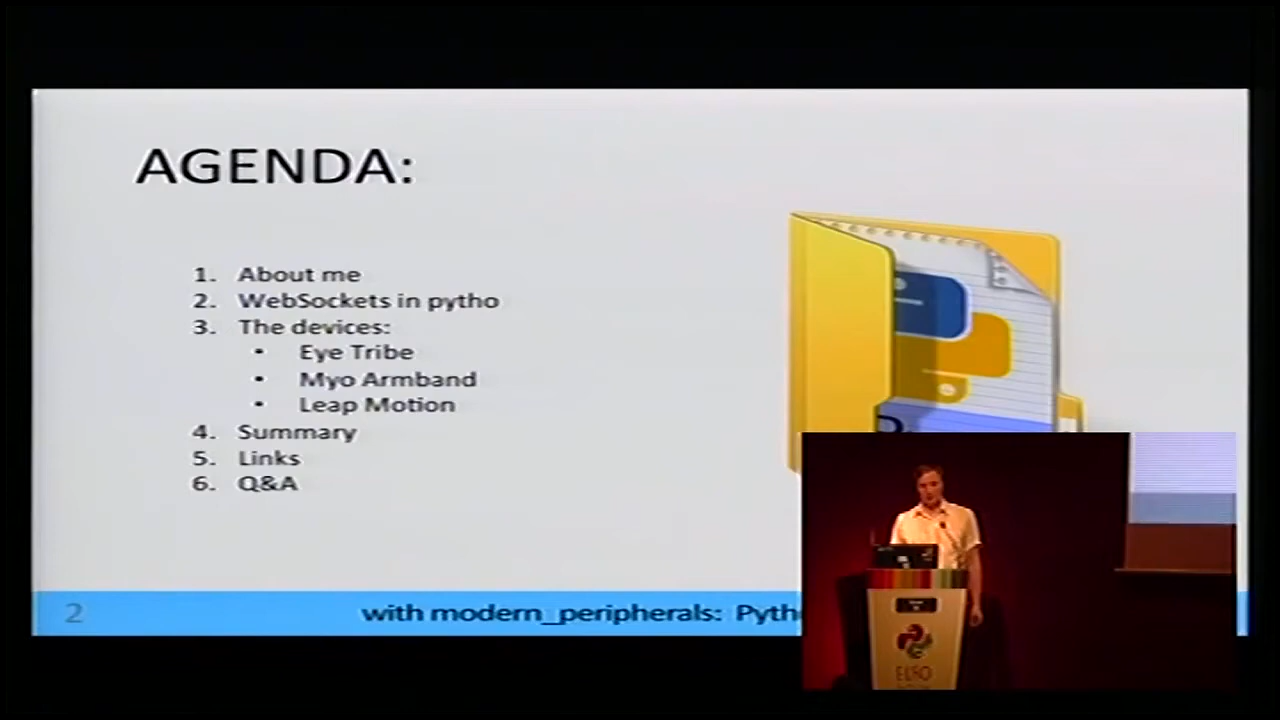 AGENDA:
1. About me
2. WebSockets in pytho
3. The devices:
• Eye Tribe
• Myo Armband
• Leap Motion
4. Summary
5. Links
6. Q&A
2
with modern_peripherals: Pytho
EURO